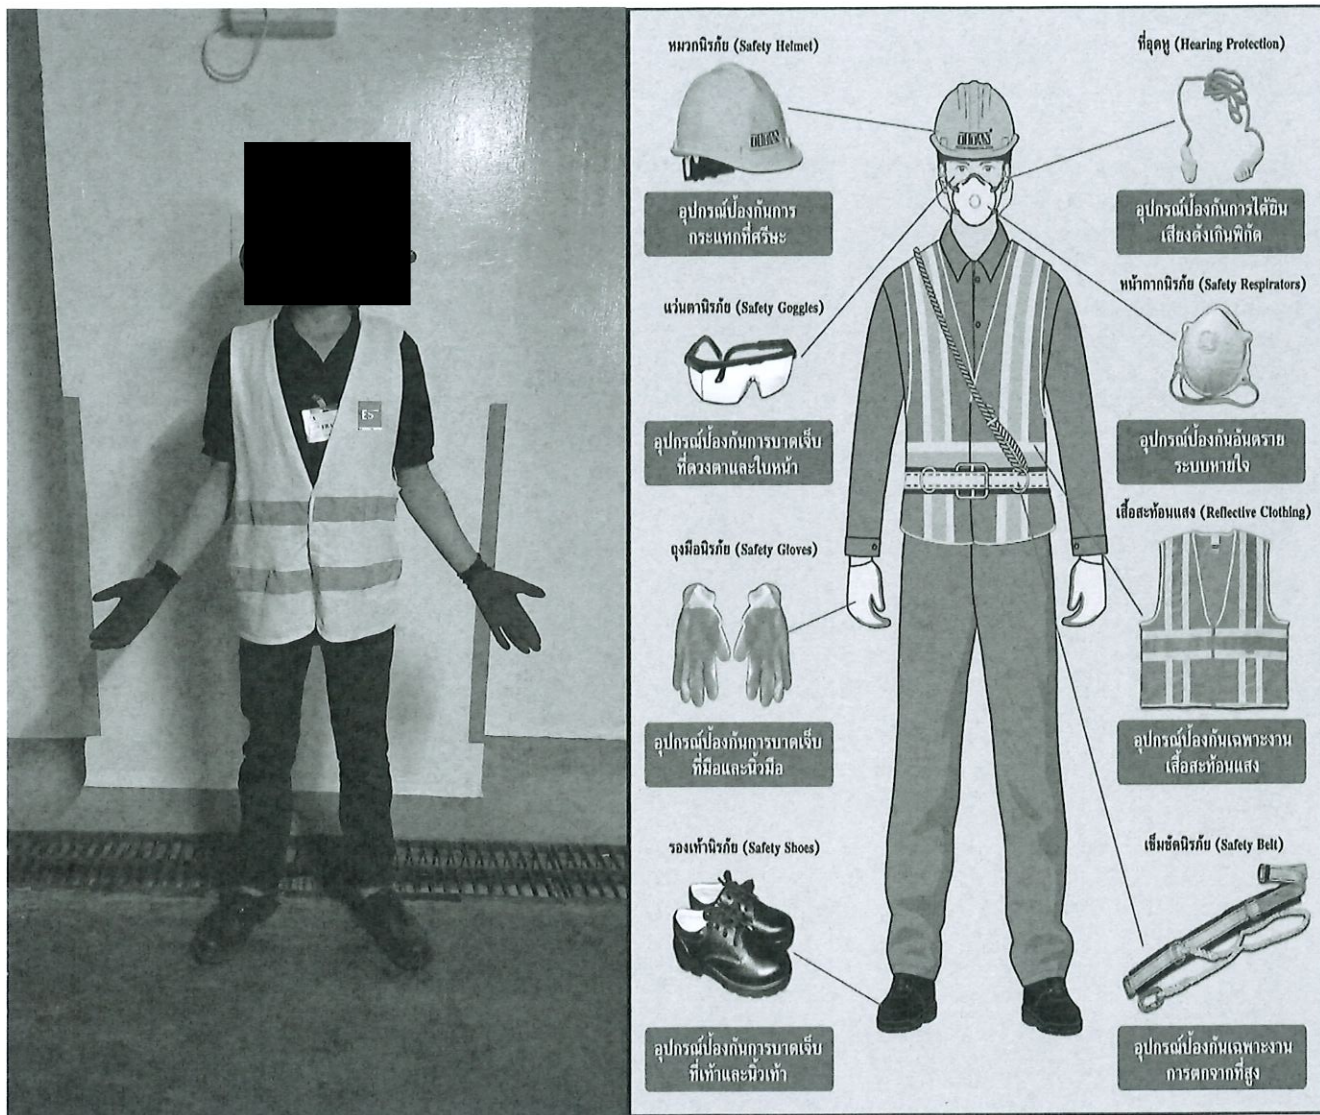 หมวกนิรภัย (Safety Helmet)
TITAN
อุปกรณ์ป้องกันการ
กระแทกที่ศรีษะ
แว่นตานิรภัย (Safety Goggles)
อุปกรณ์ป้องกันการบาดเจ็บ
ที่ดวงตาและใบหน้า
ถุงมือนิรภัย (Safety Gloves)
อุปกรณ์ป้องกันการบาดเจ็บ
ที่มือและนิ้วมือ
รองเท้านิรภัย (Safety Shoes)
อุปกรณ์ป้องกันการบาดเจ็บ
ที่เท้าและนิ้วเท้า
TITAN
ที่อุดหู (Hearing Protection)
อุปกรณ์ป้องกันการได้ยิน
เสียงดังเกินพิกัด
หน้ากากนิรภัย (Safety Respirators)
อุปกรณ์ป้องกันอันตราย
ระบบหายใจ
เสื้อสะท้อนแสง (Reflective Clothing)
อุปกรณ์ป้องกันเฉพาะงาน
เสื้อสะท้อนแสง
เข็มขัดนิรภัย (Safety Belt)
อุปกรณ์ป้องกันเฉพาะงาน
การตกจากที่สูง